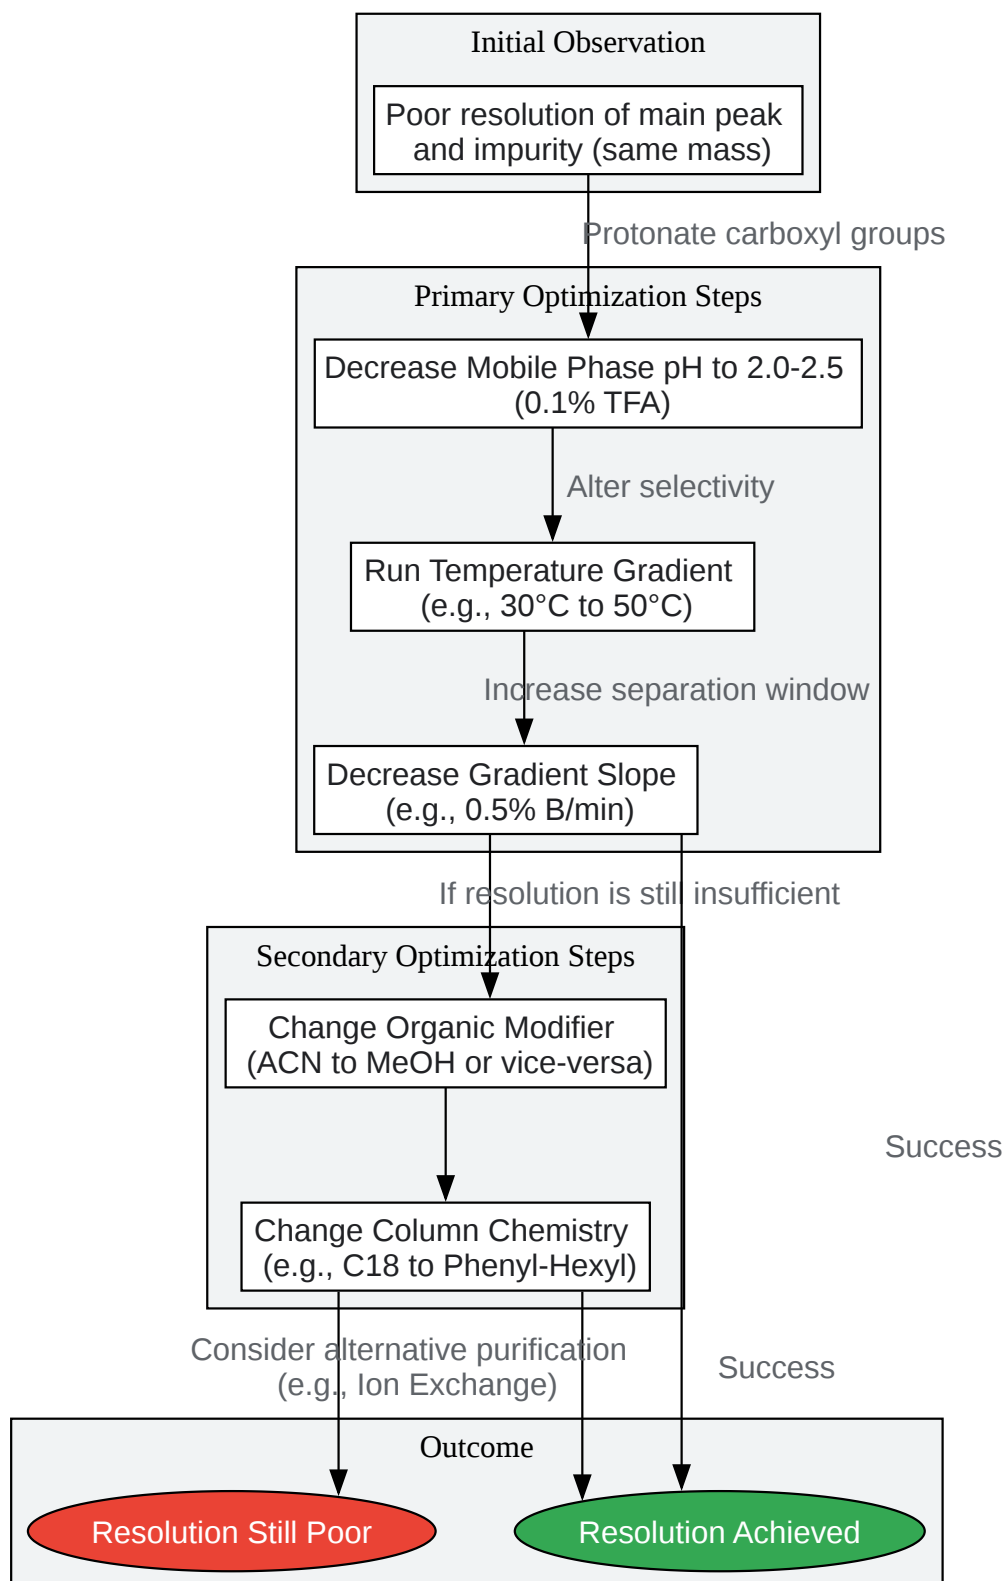 Initial Observation
Poor resolution of main peak
and impurity (same mass)
Protonate carboxyl groups
Primary Optimization Steps
Decrease Mobile Phase pH to 2.0-2.5
(0.1% TFA)
Alter selectivity
Run Temperature Gradient
(e.g., 30°C to 50°C)
Increase separation window
Decrease Gradient Slope
(e.g., 0.5% B/min)
If resolution is still insufficient
Secondary Optimization Steps
Change Organic Modifier
(ACN to MeOH or vice-versa)
Success
Change Column Chemistry
(e.g., C18 to Phenyl-Hexyl)
Consider alternative purification
(e.g., Ion Exchange)
Success
Outcome
Resolution Still Poor
Resolution Achieved